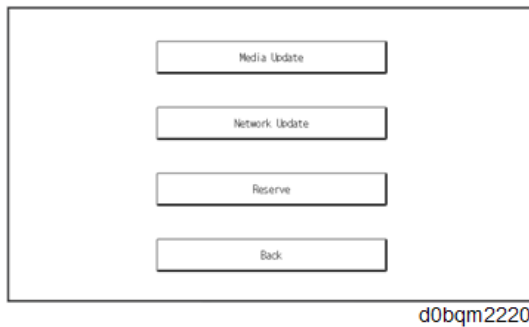 Media Update
Network Update
Reserve
Back
d0bqm2220